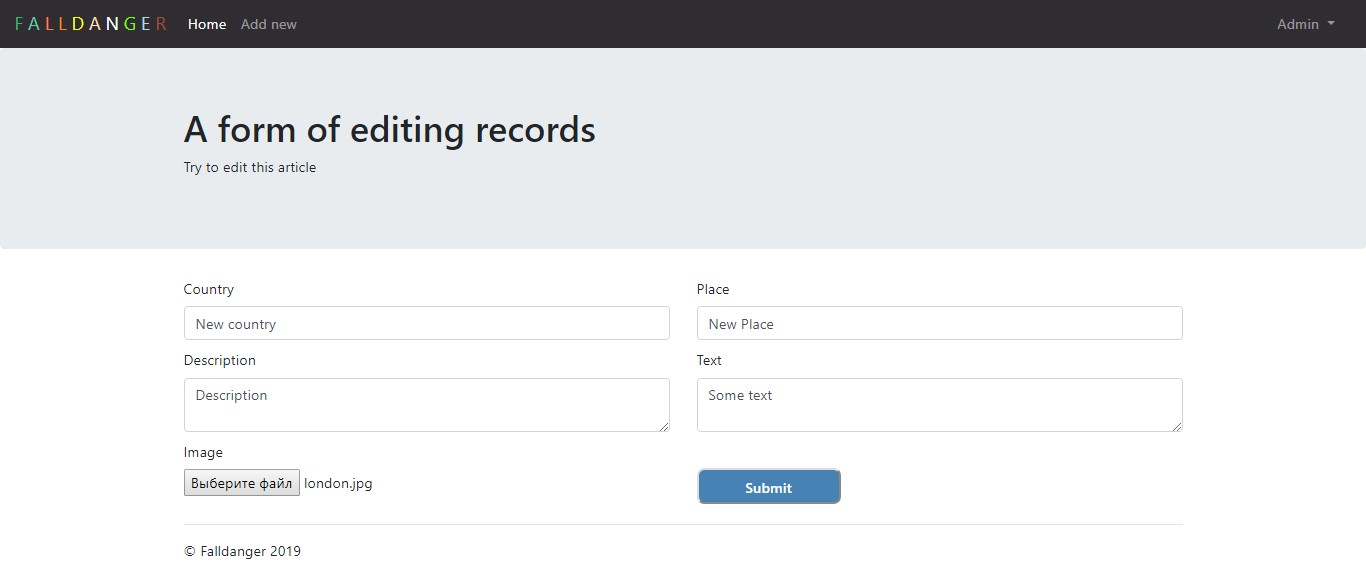 FALLDANGER Home Add new Admin
A form of editing records
Try to edit this article
Country Place
New country New Place
Description Text
Description Some text
Image
Выберите файл london.jpg Submit
© Falldanger 2019